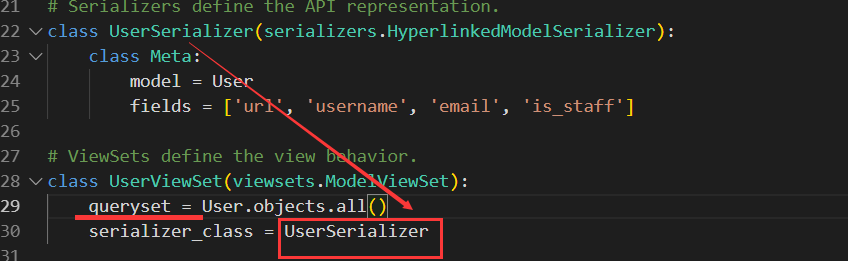 21 # Serializers define the API representation.
22 class UserSerializer(serializers.HyperlinkedModelSerializer):
23     class Meta:
24         model = User
25         fields = ['url', 'username', 'email', 'is_staff']
26
27 # ViewSets define the view behavior.
28 class UserViewSet(viewsets.ModelViewSet):
29     queryset = User.objects.all()
30     serializer_class = UserSerializer
31